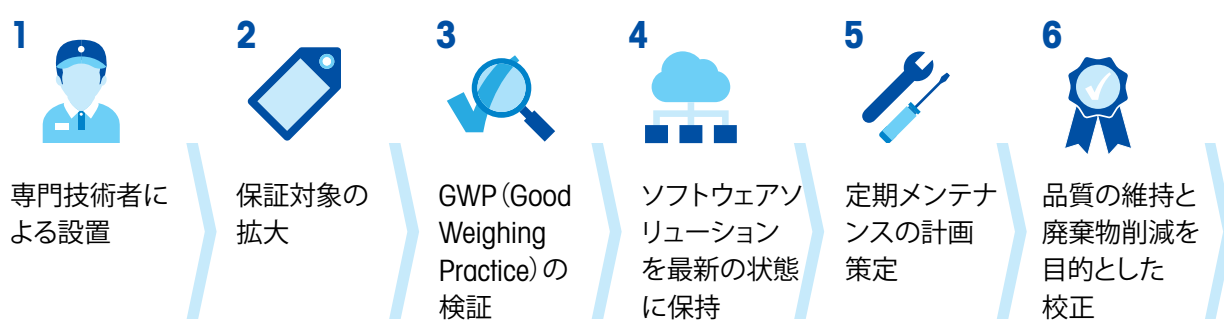 1
専門技術者に
よる設置
2
保証対象の
拡大
3
GWP（Good
Weighing
Practice）の
検証
4
ソフトウェアソ
リューション
を最新の状態
に保持
5
定期メンテナ
ンスの計画
策定
6
品質の維持と
廃棄物削減を
目的とした
校正